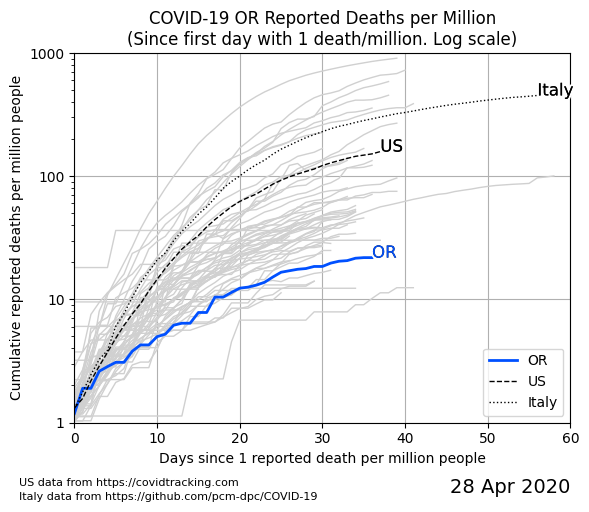 COVID-19 OR Reported Deaths per Million
(Since first day with 1 death/million. Log scale)
Cumulative reported deaths per million people
1000
100
10
1
Italy
US
OR
OR
US
Italy
0 10 20 30 40 50 60
Days since 1 reported death per million people
US data from https://covidtracking.com
Italy data from https://github.com/pcm-dpc/COVID-19
28 Apr 2020